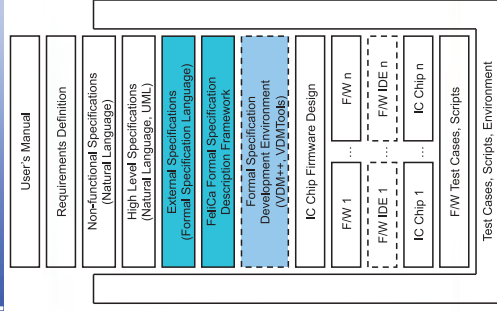 User's Manual
Requirements Definition
Non-functional Specifications
(Natural Language)
High Level Specifications
(Natural Language, UML)
External Specifications
(Formal Specification Language)
FeliCa Formal Specification
Description Framework
Formal Specification
Development Environment
(VDM++, VDMTools)
IC Chip Firmware Design
F/W 1 ... F/W n
F/W IDE 1 ... F/W IDE n
IC Chip 1 ... IC Chip n
F/W Test Cases, Scripts
Test Cases, Scripts, Environment